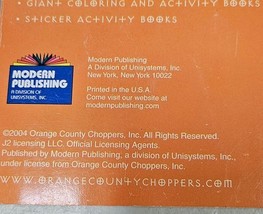 • GIANT COLORING AND ACTIVITY BOOKS
• STICKER ACTIVITY BOOKS
MODERN
PUBLISHING
A DIVISION OF
UNISYSTEMS, INC.
Modern Publishing
A Division of Unisystems, Inc.
New York, New York 10022
Printed in the U.S.A.
Come visit our website at
modernpublishing.com
©2004 Orange County Choppers, Inc. All Rights Reserved.
J2 licensing LLC. Official Licensing Agents.
Published by Modern Publishing, a division of Unisystems, Inc.,
under license from Orange County Choppers, Inc.
WWW.ORANGECOUNTYCHOPPERS.COM